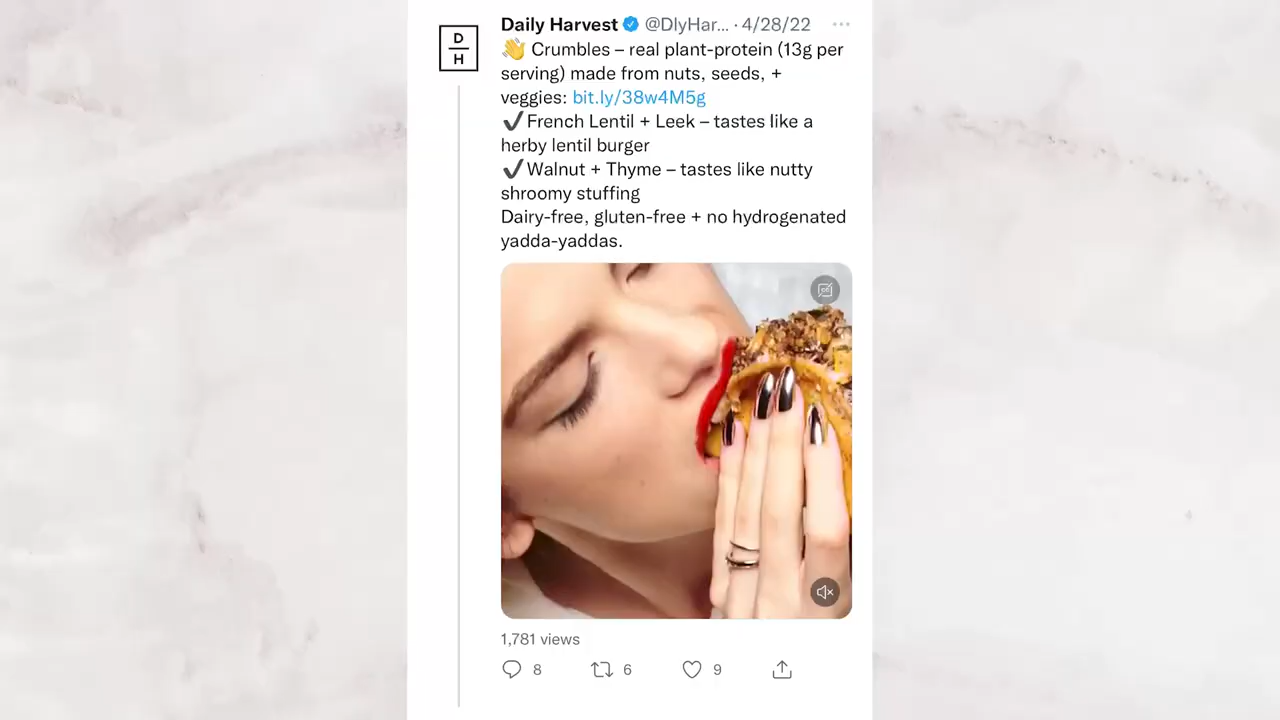 D
H
Daily Harvest @DlyHar... · 4/28/22
👋 Crumbles – real plant-protein (13g per
serving) made from nuts, seeds, +
veggies: bit.ly/38w4M5g
✔French Lentil + Leek – tastes like a
herby lentil burger
✔Walnut + Thyme – tastes like nutty
shroomy stuffing
Dairy-free, gluten-free + no hydrogenated
yadda-yaddas.
1,781 views
8 6 9